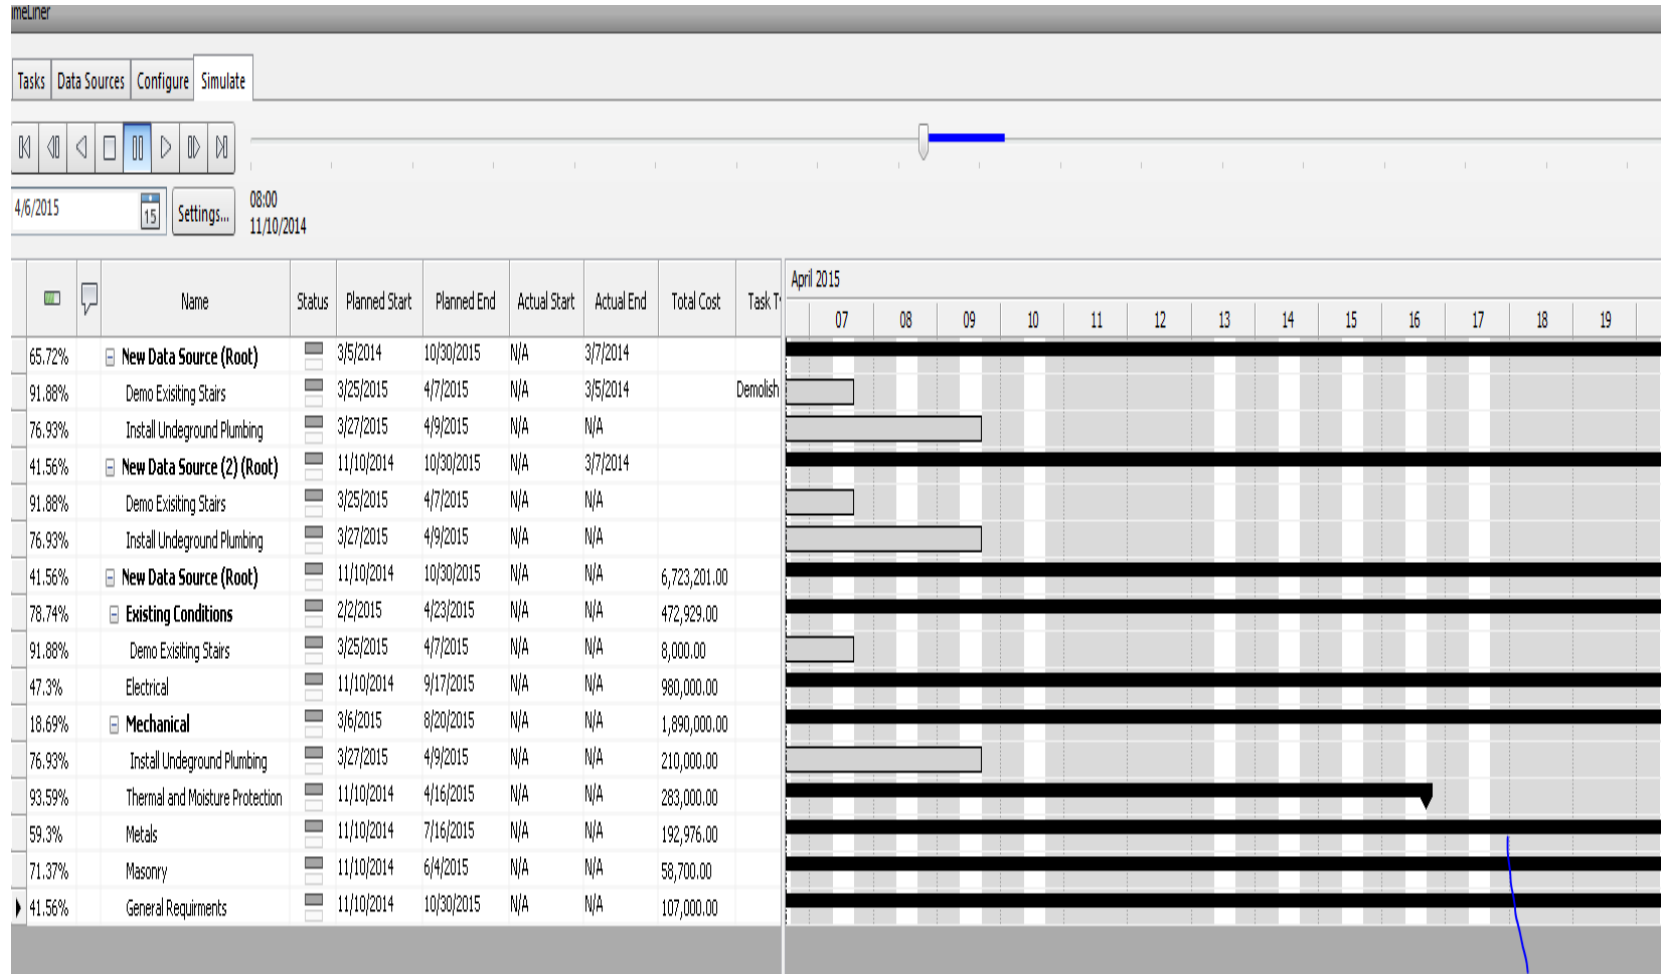 imeLiner
Tasks Data Sources Configure Simulate
4/6/2015 15 Settings... 08:00
11/10/2014
Name Status Planned Start Planned End Actual Start Actual End Total Cost Task T April 2015
07 08 09 10 11 12 13 14 15 16 17 18 19
65.72% New Data Source (Root) 3/5/2014 10/30/2015 N/A 3/7/2014
91.88% Demo Exisiting Stairs 3/25/2015 4/7/2015 N/A 3/5/2014 Demolish
76.93% Install Undeground Plumbing 3/27/2015 4/9/2015 N/A N/A
41.56% New Data Source (2) (Root) 11/10/2014 10/30/2015 N/A 3/7/2014
91.88% Demo Exisiting Stairs 3/25/2015 4/7/2015 N/A N/A
76.93% Install Undeground Plumbing 3/27/2015 4/9/2015 N/A N/A
41.56% New Data Source (Root) 11/10/2014 10/30/2015 N/A N/A 6,723,201.00
78.74% Existing Conditions 2/2/2015 4/23/2015 N/A N/A 472,929.00
91.88% Demo Exisiting Stairs 3/25/2015 4/7/2015 N/A N/A 8,000.00
47.3% Electrical 11/10/2014 9/17/2015 N/A N/A 980,000.00
18.69% Mechanical 3/6/2015 8/20/2015 N/A N/A 1,890,000.00
76.93% Install Undeground Plumbing 3/27/2015 4/9/2015 N/A N/A 210,000.00
93.59% Thermal and Moisture Protection 11/10/2014 4/16/2015 N/A N/A 283,000.00
59.3% Metals 11/10/2014 7/16/2015 N/A N/A 192,976.00
71.37% Masonry 11/10/2014 6/4/2015 N/A N/A 58,700.00
41.56% General Requirments 11/10/2014 10/30/2015 N/A N/A 107,000.00